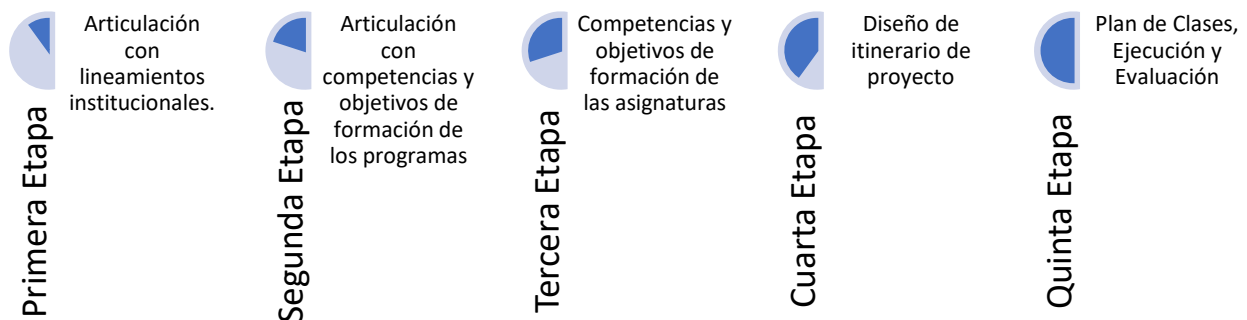 Primera Etapa
Articulación
con
lineamientos
institucionales.
Segunda Etapa
Articulación
con
competencias y
objetivos de
formación de
los programas
Tercera Etapa
Competencias y
objetivos de
formación de
las asignaturas
Cuarta Etapa
Diseño de
itinerario de
proyecto
Quinta Etapa
Plan de Clases,
Ejecución y
Evaluación